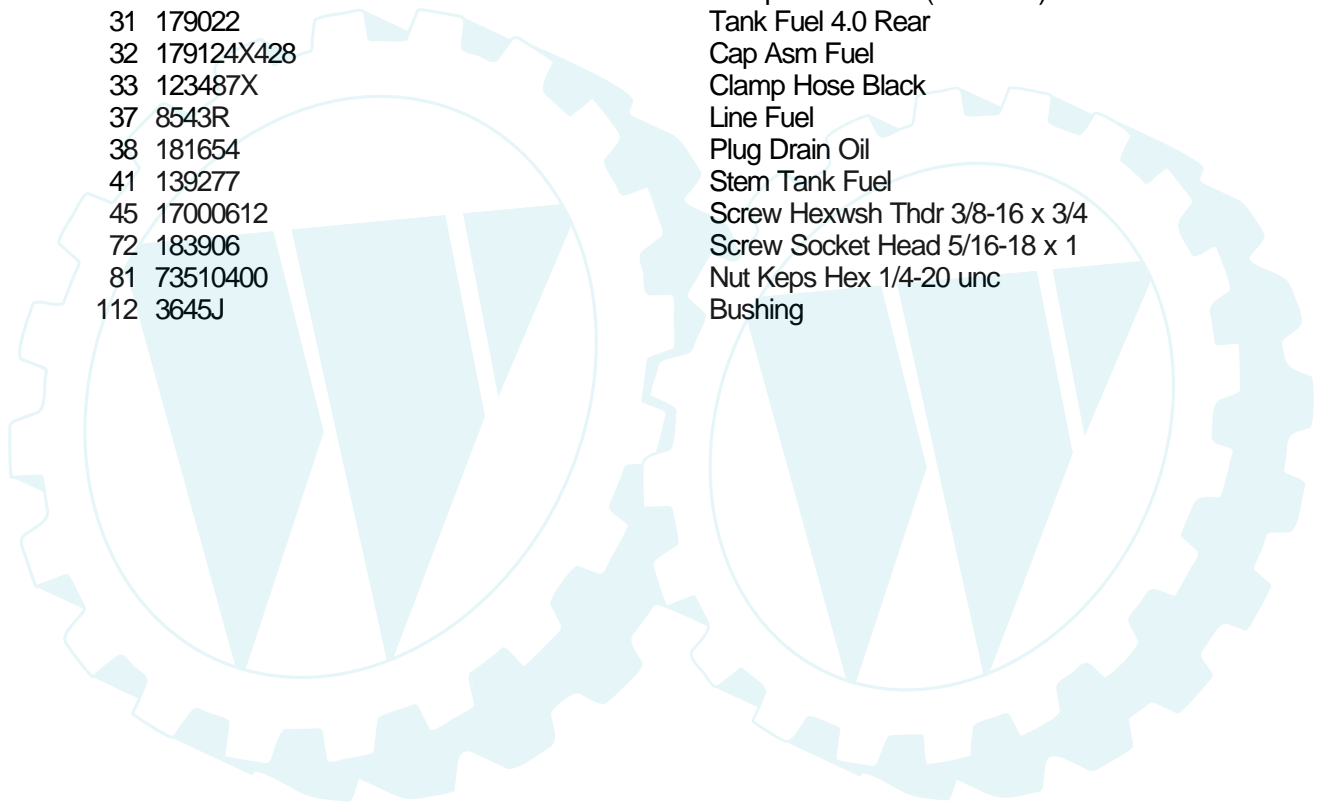 31 179022 Tank Fuel 4.0 Rear
32 179124X428 Cap Asm Fuel
33 123487X Clamp Hose Black
37 8543R Line Fuel
38 181654 Plug Drain Oil
41 139277 Stem Tank Fuel
45 17000612 Screw Hexwsh Thdr 3/8-16 x 3/4
72 183906 Screw Socket Head 5/16-18 x 1
81 73510400 Nut Keps Hex 1/4-20 unc
112 3645J Bushing